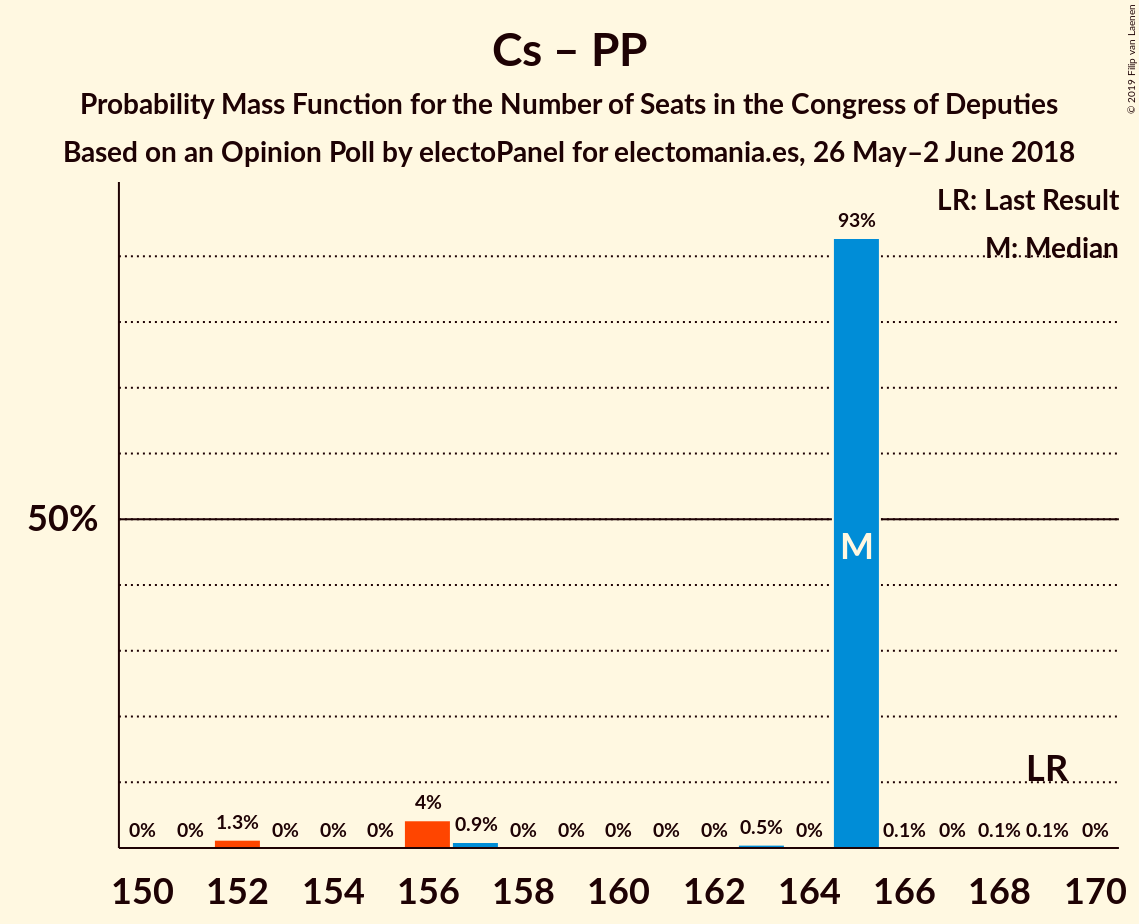 Cs – PP
Probability Mass Function for the Number of Seats in the Congress of Deputies
Based on an Opinion Poll by electoPanel for electomania.es, 26 May–2 June 2018
© 2019 Filip van Laenen
LR: Last Result
M: Median
93%
50%
M
LR
0% 0% 1.3% 0% 0% 0% 4% 0.9% 0% 0% 0% 0% 0% 0.5% 0% 0.1% 0% 0.1% 0.1% 0%
150 152 154 156 158 160 162 164 166 168 170